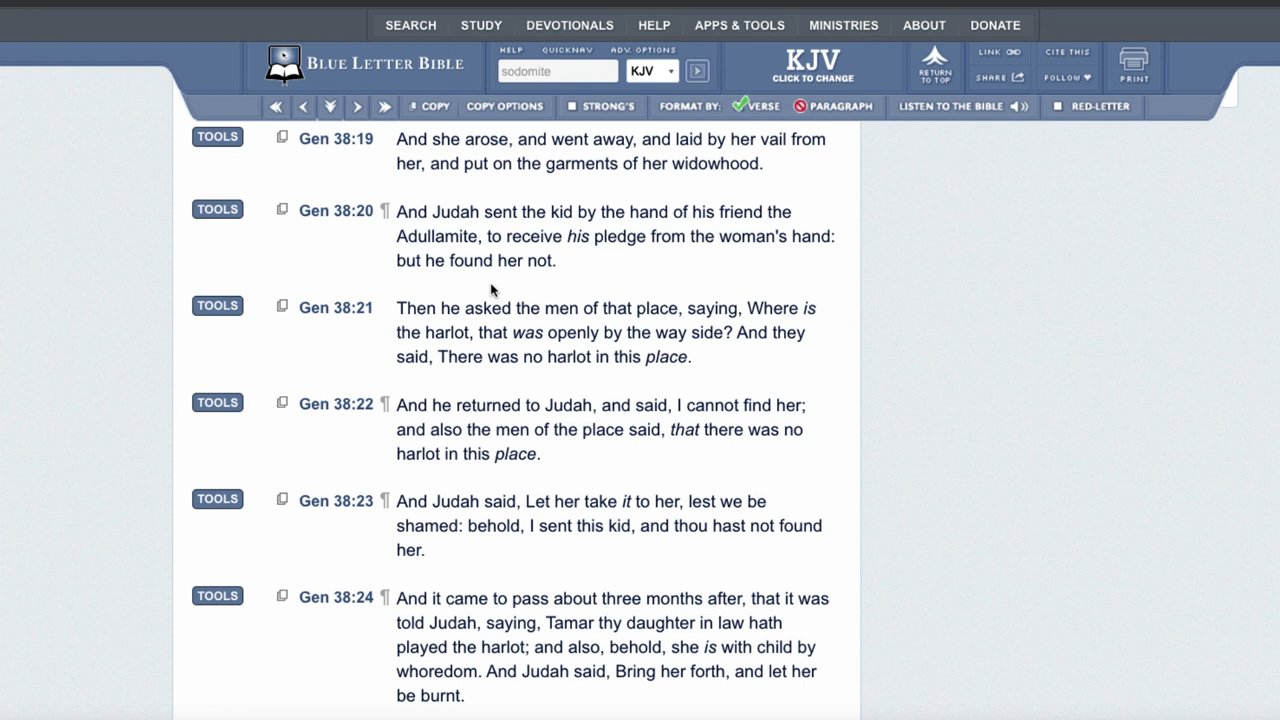 SEARCH STUDY DEVOTIONALS HELP APPS & TOOLS MINISTRIES ABOUT DONATE
BLUE LETTER BIBLE
HELP QUICKNAV ADV. OPTIONS
sodomite KJV
KJV
CLICK TO CHANGE
RETURN
TO TOP
LINK CITE THIS
SHARE FOLLOW
PRINT
COPY COPY OPTIONS STRONG'S FORMAT BY: VERSE PARAGRAPH LISTEN TO THE BIBLE RED-LETTER
TOOLS Gen 38:19 And she arose, and went away, and laid by her vail from
her, and put on the garments of her widowhood.
TOOLS Gen 38:20 ¶ And Judah sent the kid by the hand of his friend the
Adullamite, to receive his pledge from the woman's hand:
but he found her not.
TOOLS Gen 38:21 Then he asked the men of that place, saying, Where is
the harlot, that was openly by the way side? And they
said, There was no harlot in this place.
TOOLS Gen 38:22 ¶ And he returned to Judah, and said, I cannot find her;
and also the men of the place said, that there was no
harlot in this place.
TOOLS Gen 38:23 ¶ And Judah said, Let her take it to her, lest we be
shamed: behold, I sent this kid, and thou hast not found
her.
TOOLS Gen 38:24 ¶ And it came to pass about three months after, that it was
told Judah, saying, Tamar thy daughter in law hath
played the harlot; and also, behold, she is with child by
whoredom. And Judah said, Bring her forth, and let her
be burnt.